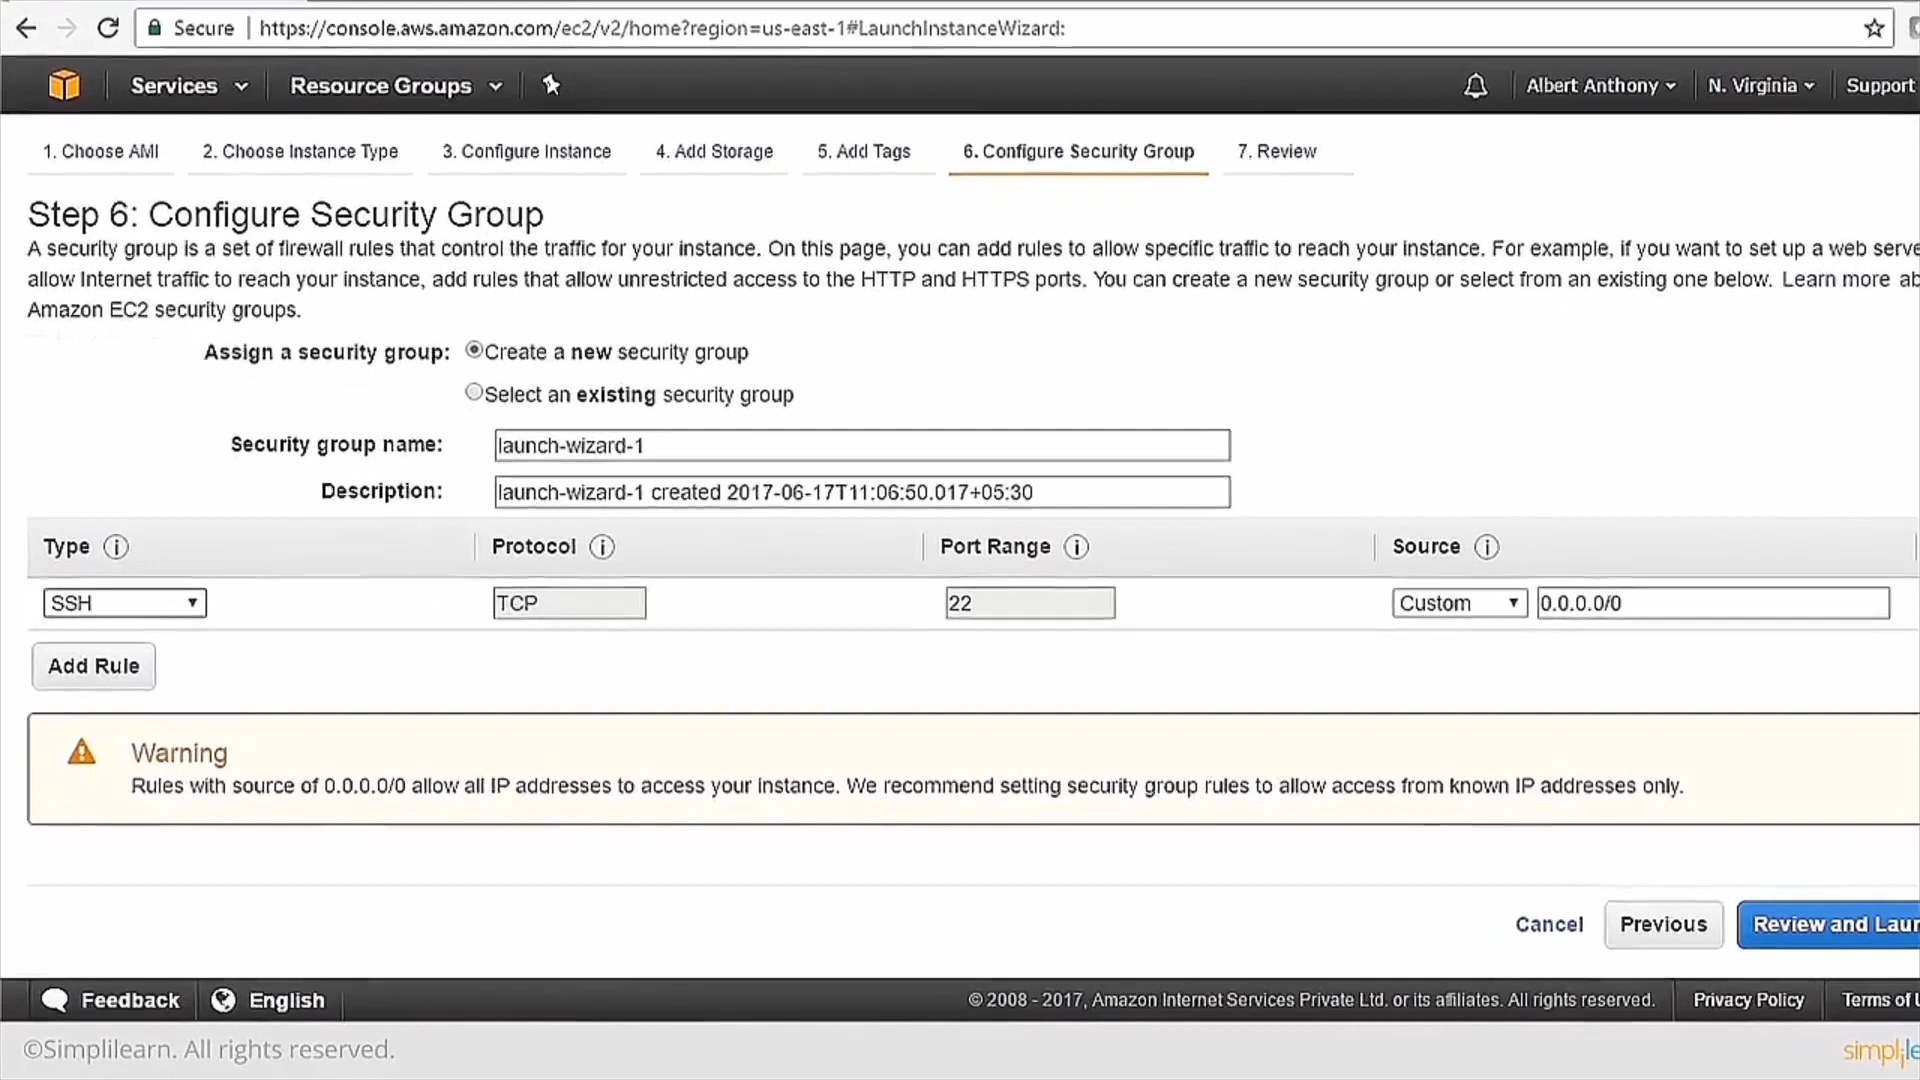 Secure https://console.aws.amazon.com/ec2/v2/home?region=us-east-1#LaunchInstanceWizard:
Services Resource Groups Albert Anthony N. Virginia Support
1. Choose AMI 2. Choose Instance Type 3. Configure Instance 4. Add Storage 5. Add Tags 6. Configure Security Group 7. Review
Step 6: Configure Security Group
A security group is a set of firewall rules that control the traffic for your instance. On this page, you can add rules to allow specific traffic to reach your instance. For example, if you want to set up a web serve
allow Internet traffic to reach your instance, add rules that allow unrestricted access to the HTTP and HTTPS ports. You can create a new security group or select from an existing one below. Learn more ab
Amazon EC2 security groups.
Assign a security group: Create a new security group
Select an existing security group
Security group name: launch-wizard-1
Description: launch-wizard-1 created 2017-06-17T11:06:50.017+05:30
Type Protocol Port Range Source
SSH TCP 22 Custom 0.0.0.0/0
Add Rule
Warning
Rules with source of 0.0.0.0/0 allow all IP addresses to access your instance. We recommend setting security group rules to allow access from known IP addresses only.
Cancel Previous Review and Laun
Feedback English © 2008 - 2017, Amazon Internet Services Private Ltd. or its affiliates. All rights reserved. Privacy Policy Terms of U
©Simplilearn. All rights reserved. simplile